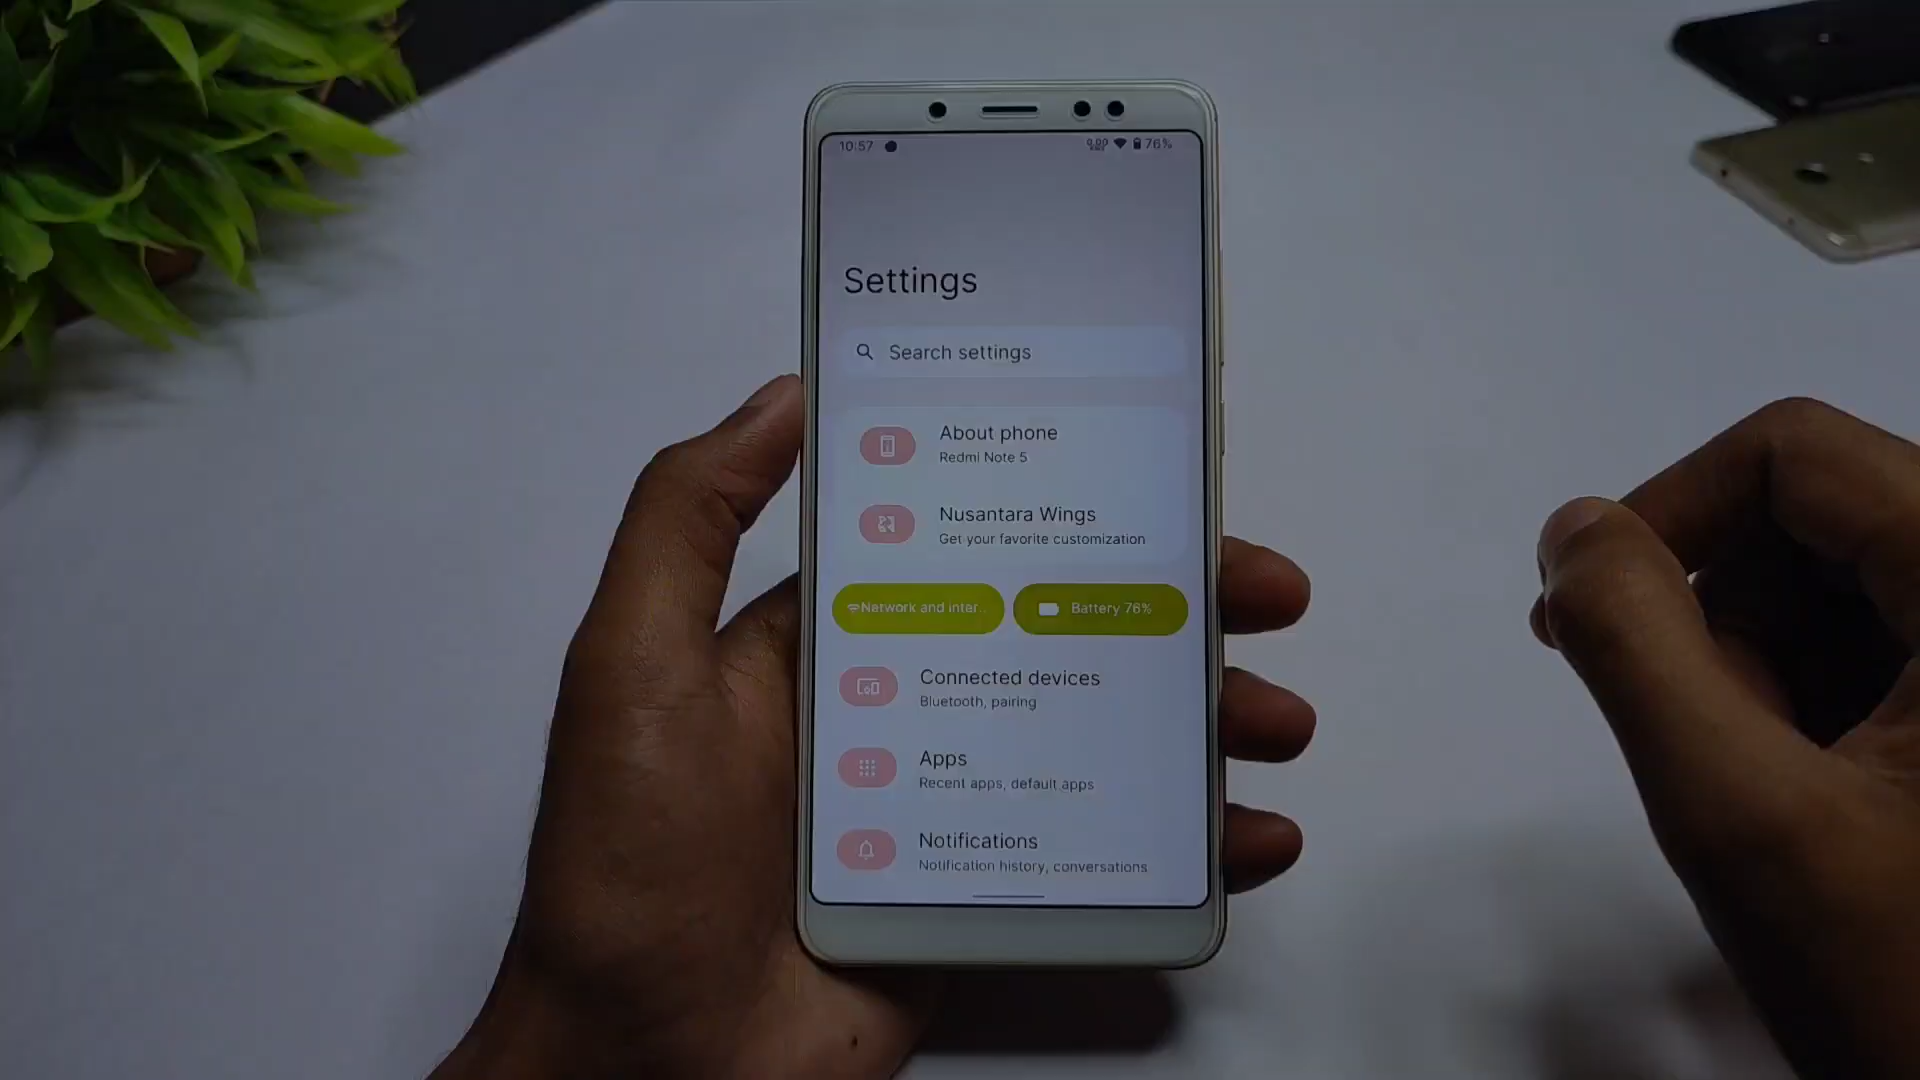 10:57
76%
Settings
Search settings
About phone
Redmi Note 5
Nusantara Wings
Get your favorite customization
Network and inter..
Battery 76%
Connected devices
Bluetooth, pairing
Apps
Recent apps, default apps
Notifications
Notification history, conversations